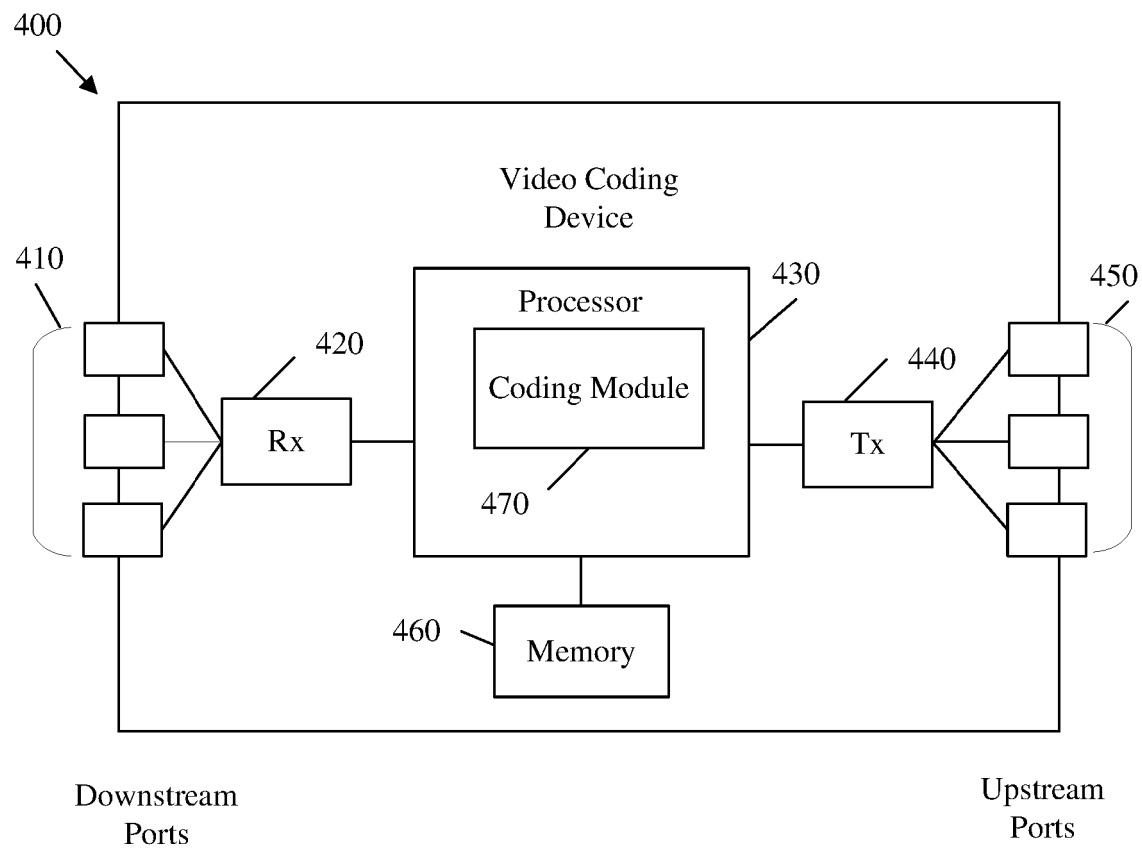 400
Video Coding
Device
410
430
450
Processor
420
440
Coding Module
Rx
Tx
470
460
Memory
Downstream
Ports
Upstream
Ports